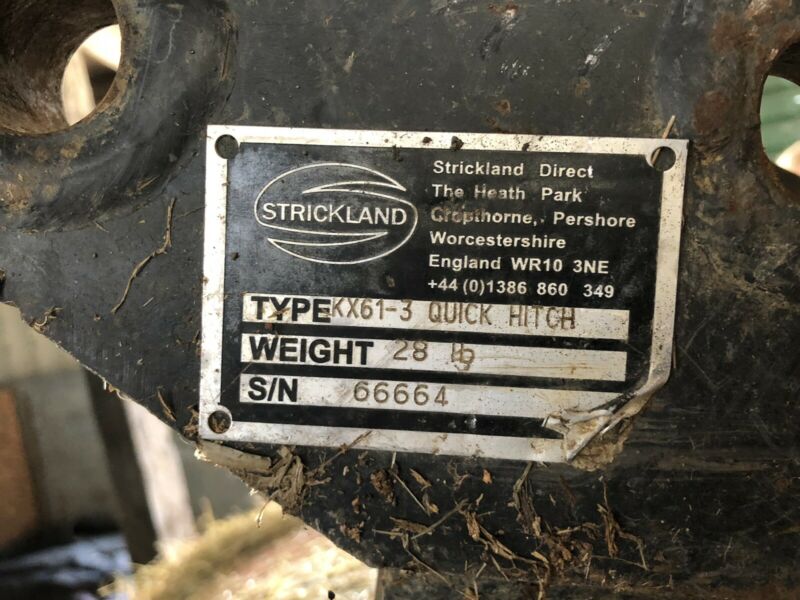 STRICKLAND
Strickland Direct
The Heath Park
Cropthorne, Pershore
Worcestershire
England WR10 3NE
+44 (0)1386 860 349
TYPE KX61-3 QUICK HITCH
WEIGHT 28
S/N 66664